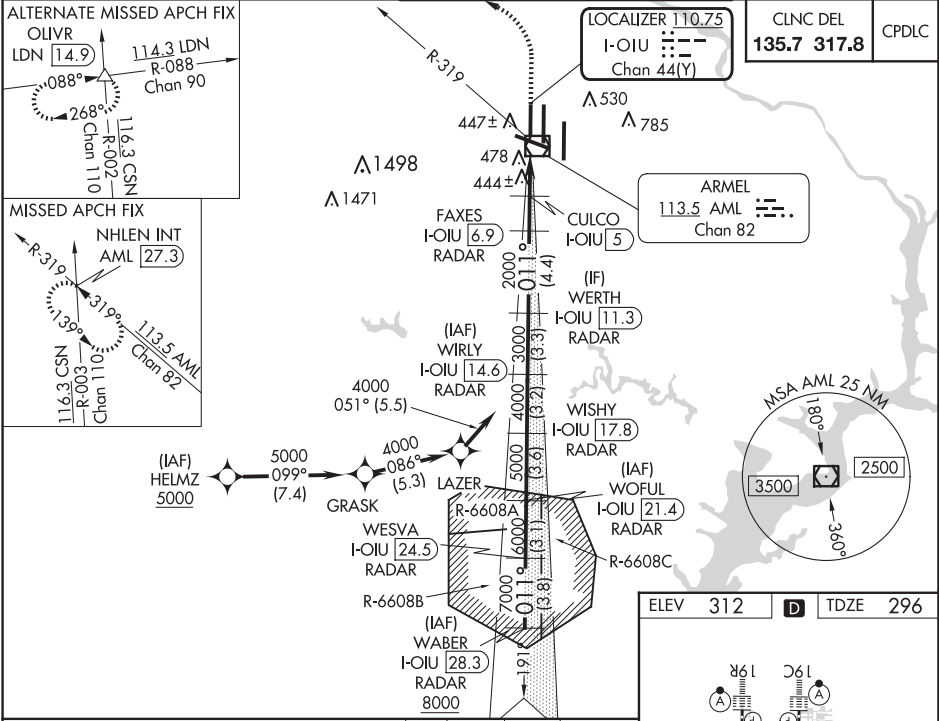 ALTERNATE MISSED APCH FIX
OLIVR
LDN 14.9
114.3 LDN
R-088
Chan 90
088°
268°
116.3 CSN
R-002
Chan 110
MISSED APCH FIX
NHLEN INT
AML 27.3
R-319
319°
139°
113.5 AML
Chan 82
116.3 CSN
R-003
Chan 110
R-319
LOCALIZER 110.75
I-OIU
Chan 44(Y)
CLNC DEL
135.7 317.8
CPDLC
530
785
447±
478
444±
1498
1471
ARMEL
113.5 AML
Chan 82
FAXES
I-OIU 6.9
RADAR
CULCO
I-OIU 5
2000
011°
(4.4)
(IF)
WERTH
I-OIU 11.3
RADAR
3000
(3.3)
(IAF)
WIRLY
I-OIU 14.6
RADAR
4000
(3.2)
4000
051° (5.5)
WISHY
I-OIU 17.8
RADAR
5000
(3.6)
(IAF)
HELMZ
5000
5000
099°
(7.4)
GRASK
4000
086°
(5.3)
LAZER
(IAF)
WOFUL
I-OIU 21.4
RADAR
R-6608A
6000
(3.1)
WESVA
I-OIU 24.5
RADAR
R-6608C
R-6608B
7000
011°
(3.8)
(IAF)
WABER
I-OIU 28.3
RADAR
8000
191°
MSA AML 25 NM
180°
3500
2500
360°
ELEV 312
D
TDZE 296
19R
19C
A
A
P
P